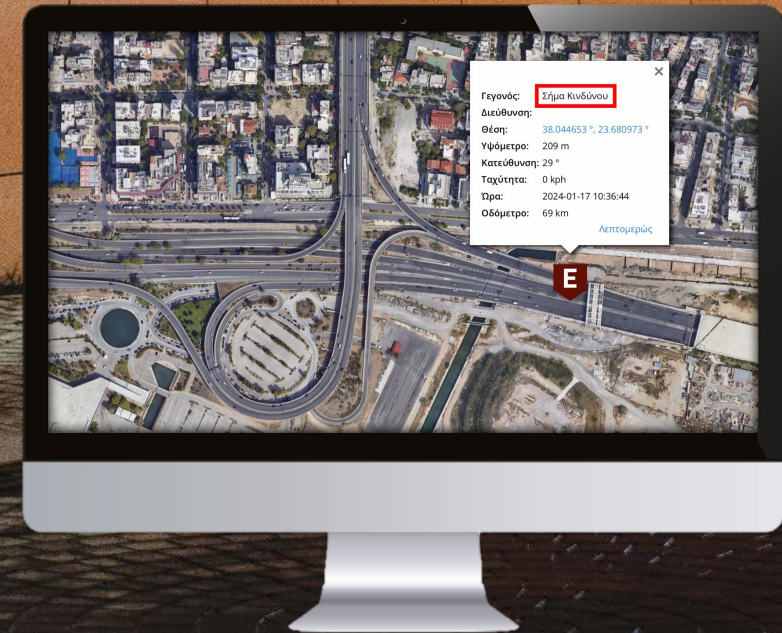 Γεγονός: Σήμα Κινδύνου
Διεύθυνση:
Θέση: 38.044653 °, 23.680973 °
Υψόμετρο: 209 m
Κατεύθυνση: 29 °
Ταχύτητα: 0 kph
Ώρα: 2024-01-17 10:36:44
Οδόμετρο: 69 km
Λεπτομερώς
E